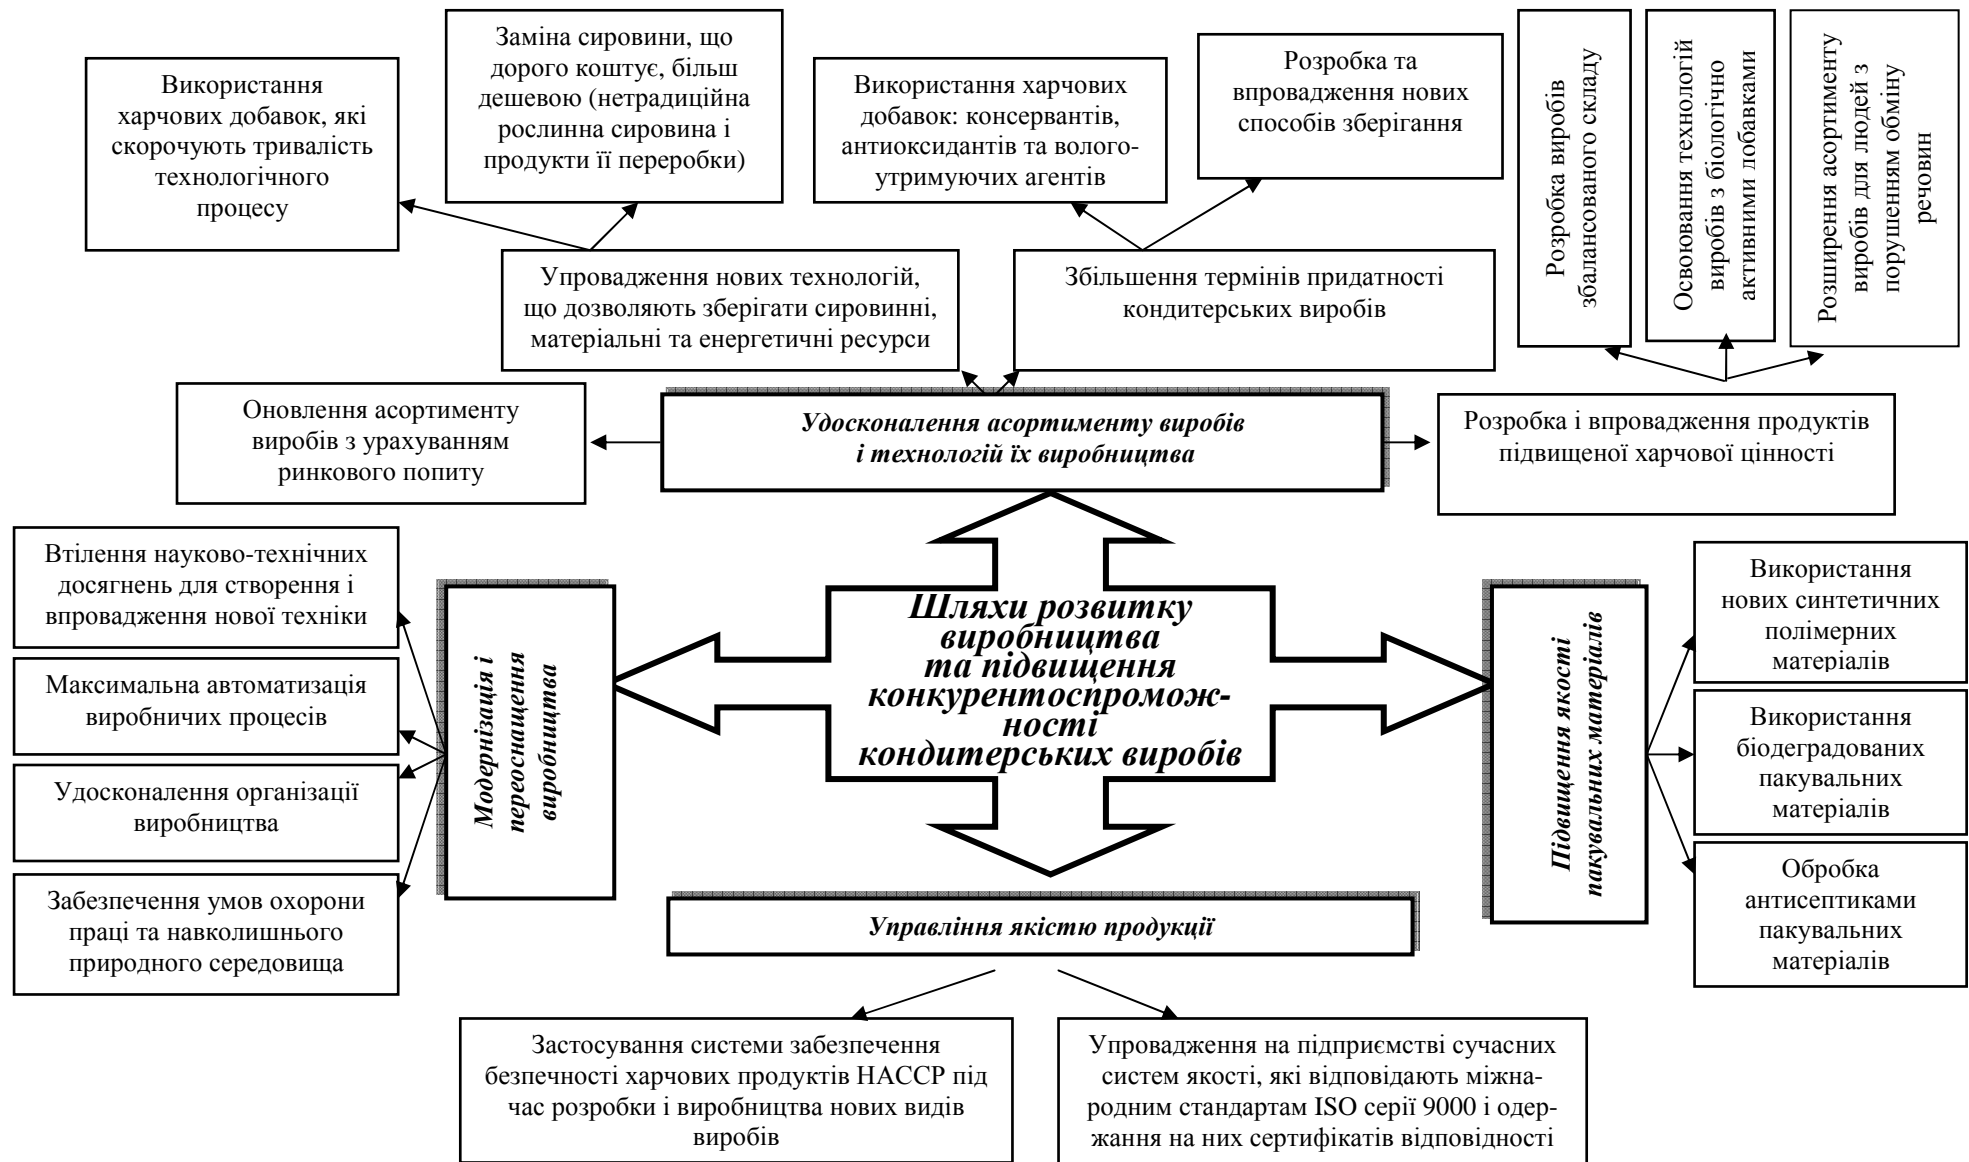 Використання
харчових добавок, які
скорочують тривалість
технологічного
процесу
Заміна сировини, що
дорого коштує, більш
дешевою (нетрадиційна
рослинна сировина і
продукти її переробки)
Використання харчових
добавок: консервантів,
антиоксидантів та волого-
утримуючих агентів
Розробка та
впровадження нових
способів зберігання
Розробка виробів
збалансованого складу
Освоювання технологій
виробів з біологічно
активними добавками
Розширення асортименту
виробів для людей з
порушенням обміну
речовин
Упровадження нових технологій,
що дозволяють зберігати сировинні,
матеріальні та енергетичні ресурси
Збільшення термінів придатності
кондитерських виробів
Оновлення асортименту
виробів з урахуванням
ринкового попиту
Удосконалення асортименту виробів
і технологій їх виробництва
Розробка і впровадження продуктів
підвищеної харчової цінності
Втілення науково-технічних
досягнень для створення і
впровадження нової техніки
Максимальна автоматизація
виробничих процесів
Удосконалення організації
виробництва
Забезпечення умов охорони
праці та навколишнього
природного середовища
Модернізація і
переоснащення
виробництва
Шляхи розвитку
виробництва
та підвищення
конкурентоспромож-
ності
кондитерських виробів
Підвищення якості
пакувальних матеріалів
Використання
нових синтетичних
полімерних
матеріалів
Використання
біодеградованих
пакувальних
матеріалів
Обробка
антисептиками
пакувальних
матеріалів
Управління якістю продукції
Застосування системи забезпечення
безпечності харчових продуктів НАССР під
час розробки і виробництва нових видів
виробів
Упровадження на підприємстві сучасних
систем якості, які відповідають міжна-
родним стандартам ISO серії 9000 і одер-
жання на них сертифікатів відповідності